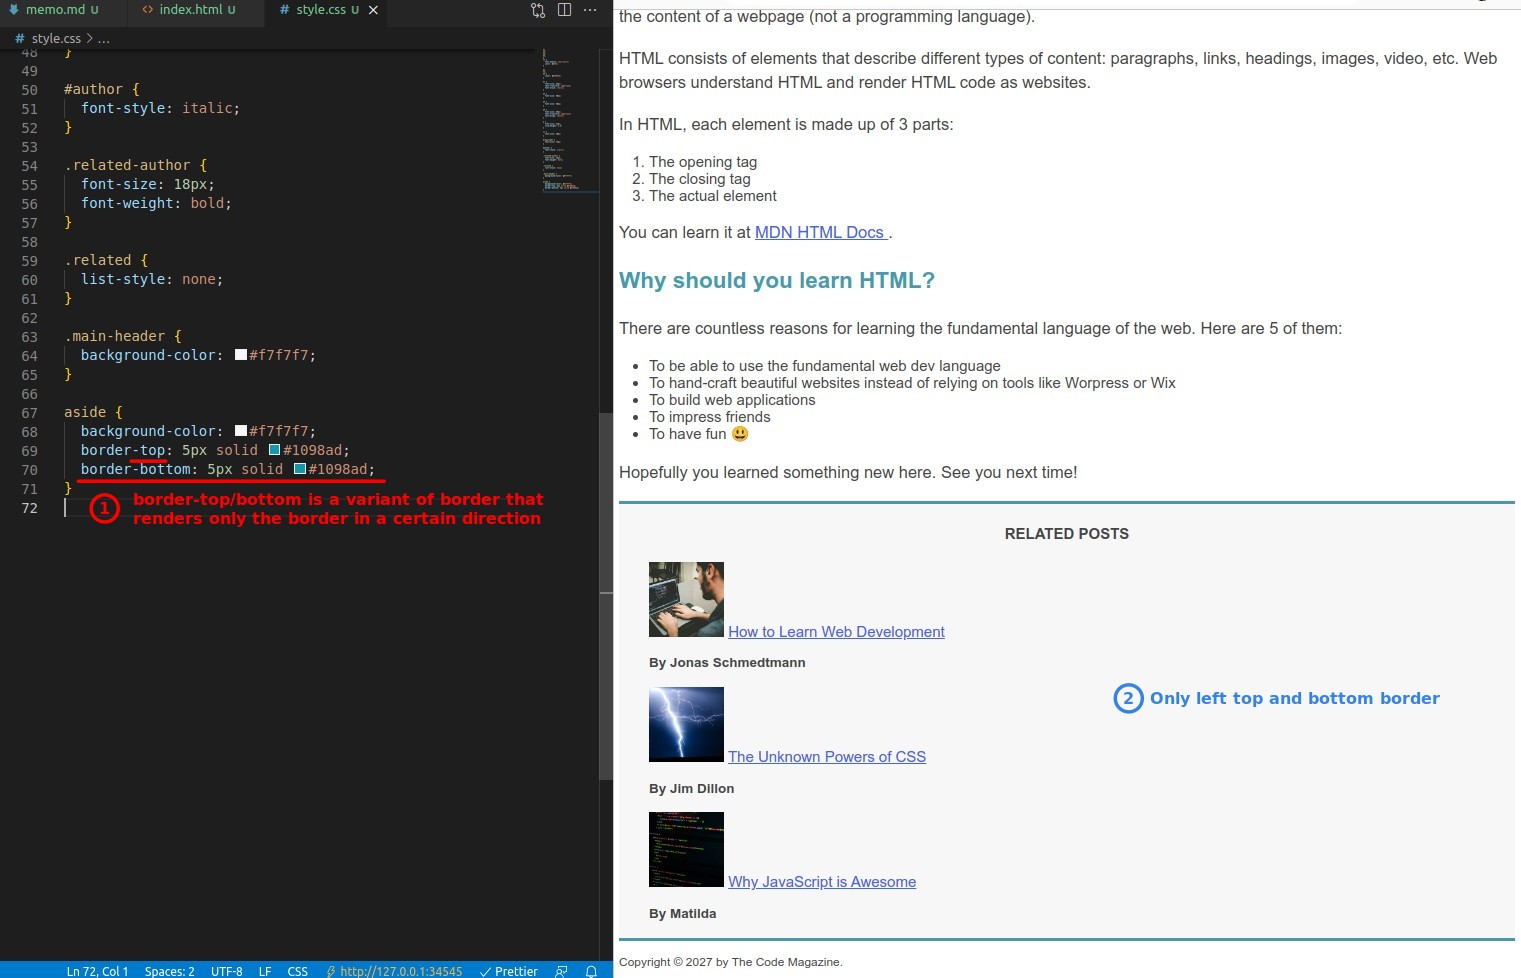 memo.md U
index.html U
# style.css U
# style.css > ...
48 }
49
50 #author {
51 font-style: italic;
52 }
53
54 .related-author {
55 font-size: 18px;
56 font-weight: bold;
57 }
58
59 .related {
60 list-style: none;
61 }
62
63 .main-header {
64 background-color: #f7f7f7;
65 }
66
67 aside {
68 background-color: #f7f7f7;
69 border-top: 5px solid #1098ad;
70 border-bottom: 5px solid #1098ad;
71 }
72
1 border-top/bottom is a variant of border that
renders only the border in a certain direction
Ln 72, Col 1 Spaces: 2 UTF-8 LF CSS http://127.0.0.1:34545 Prettier
the content of a webpage (not a programming language).
HTML consists of elements that describe different types of content: paragraphs, links, headings, images, video, etc. Web
browsers understand HTML and render HTML code as websites.
In HTML, each element is made up of 3 parts:
1. The opening tag
2. The closing tag
3. The actual element
You can learn it at MDN HTML Docs .
Why should you learn HTML?
There are countless reasons for learning the fundamental language of the web. Here are 5 of them:
• To be able to use the fundamental web dev language
• To hand-craft beautiful websites instead of relying on tools like Worpress or Wix
• To build web applications
• To impress friends
• To have fun 😃
Hopefully you learned something new here. See you next time!
RELATED POSTS
How to Learn Web Development
By Jonas Schmedtmann
2 Only left top and bottom border
The Unknown Powers of CSS
By Jim Dillon
Why JavaScript is Awesome
By Matilda
Copyright © 2027 by The Code Magazine.